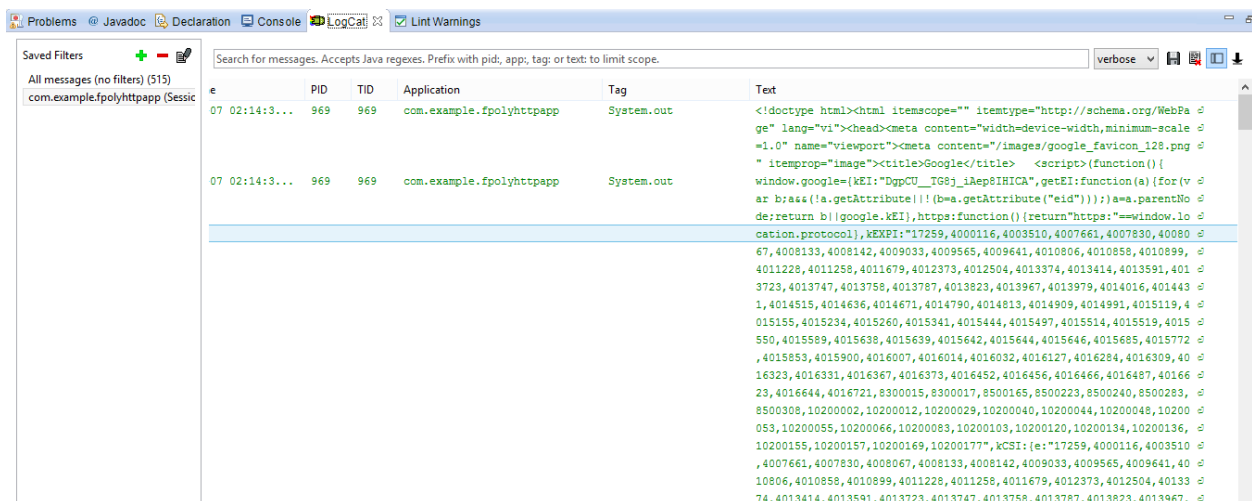 Problems @ Javadoc Declaration Console LogCat Lint Warnings
Saved Filters
All messages (no filters) (515)
com.example.fpolyhttpapp (Sessic
Search for messages. Accepts Java regexes. Prefix with pid:, app:, tag: or text: to limit scope.
verbose
e PID TID Application Tag Text
07 02:14:3... 969 969 com.example.fpolyhttpapp System.out <!doctype html><html itemscope="" itemtype="http://schema.org/WebPa
ge" lang="vi"><head><meta content="width=device-width,minimum-scale
=1.0" name="viewport"><meta content="/images/google_favicon_128.png
" itemprop="image"><title>Google</title> <script>(function(){
07 02:14:3... 969 969 com.example.fpolyhttpapp System.out window.google={kEI:"DgpCU__TG8j_iAep8IHICA",getEI:function(a){for(v
ar b;a&&(!a.getAttribute||!(b=a.getAttribute("eid")));)a=a.parentNo
de;return b||google.kEI},https:function(){return"https:"==window.lo
cation.protocol},kEXPI:"17259,4000116,4003510,4007661,4007830,40080
67,4008133,4008142,4009033,4009565,4009641,4010806,4010858,4010899,
4011228,4011258,4011679,4012373,4012504,4013374,4013414,4013591,401
3723,4013747,4013758,4013787,4013823,4013967,4013979,4014016,401443
1,4014515,4014636,4014671,4014790,4014813,4014909,4014991,4015119,4
015155,4015234,4015260,4015341,4015444,4015497,4015514,4015519,4015
550,4015589,4015638,4015639,4015642,4015644,4015646,4015685,4015772
,4015853,4015900,4016007,4016014,4016032,4016127,4016284,4016309,40
16323,4016331,4016367,4016373,4016452,4016456,4016466,4016487,40166
23,4016644,4016721,8300015,8300017,8500165,8500223,8500240,8500283,
8500308,10200002,10200012,10200029,10200040,10200044,10200048,10200
053,10200055,10200066,10200083,10200103,10200120,10200134,10200136,
10200155,10200157,10200169,10200177",kCSI:{e:"17259,4000116,4003510
,4007661,4007830,4008067,4008133,4008142,4009033,4009565,4009641,40
10806,4010858,4010899,4011228,4011258,4011679,4012373,4012504,40133
74,4013414,4013591,4013723,4013747,4013758,4013787,4013823,4013967,